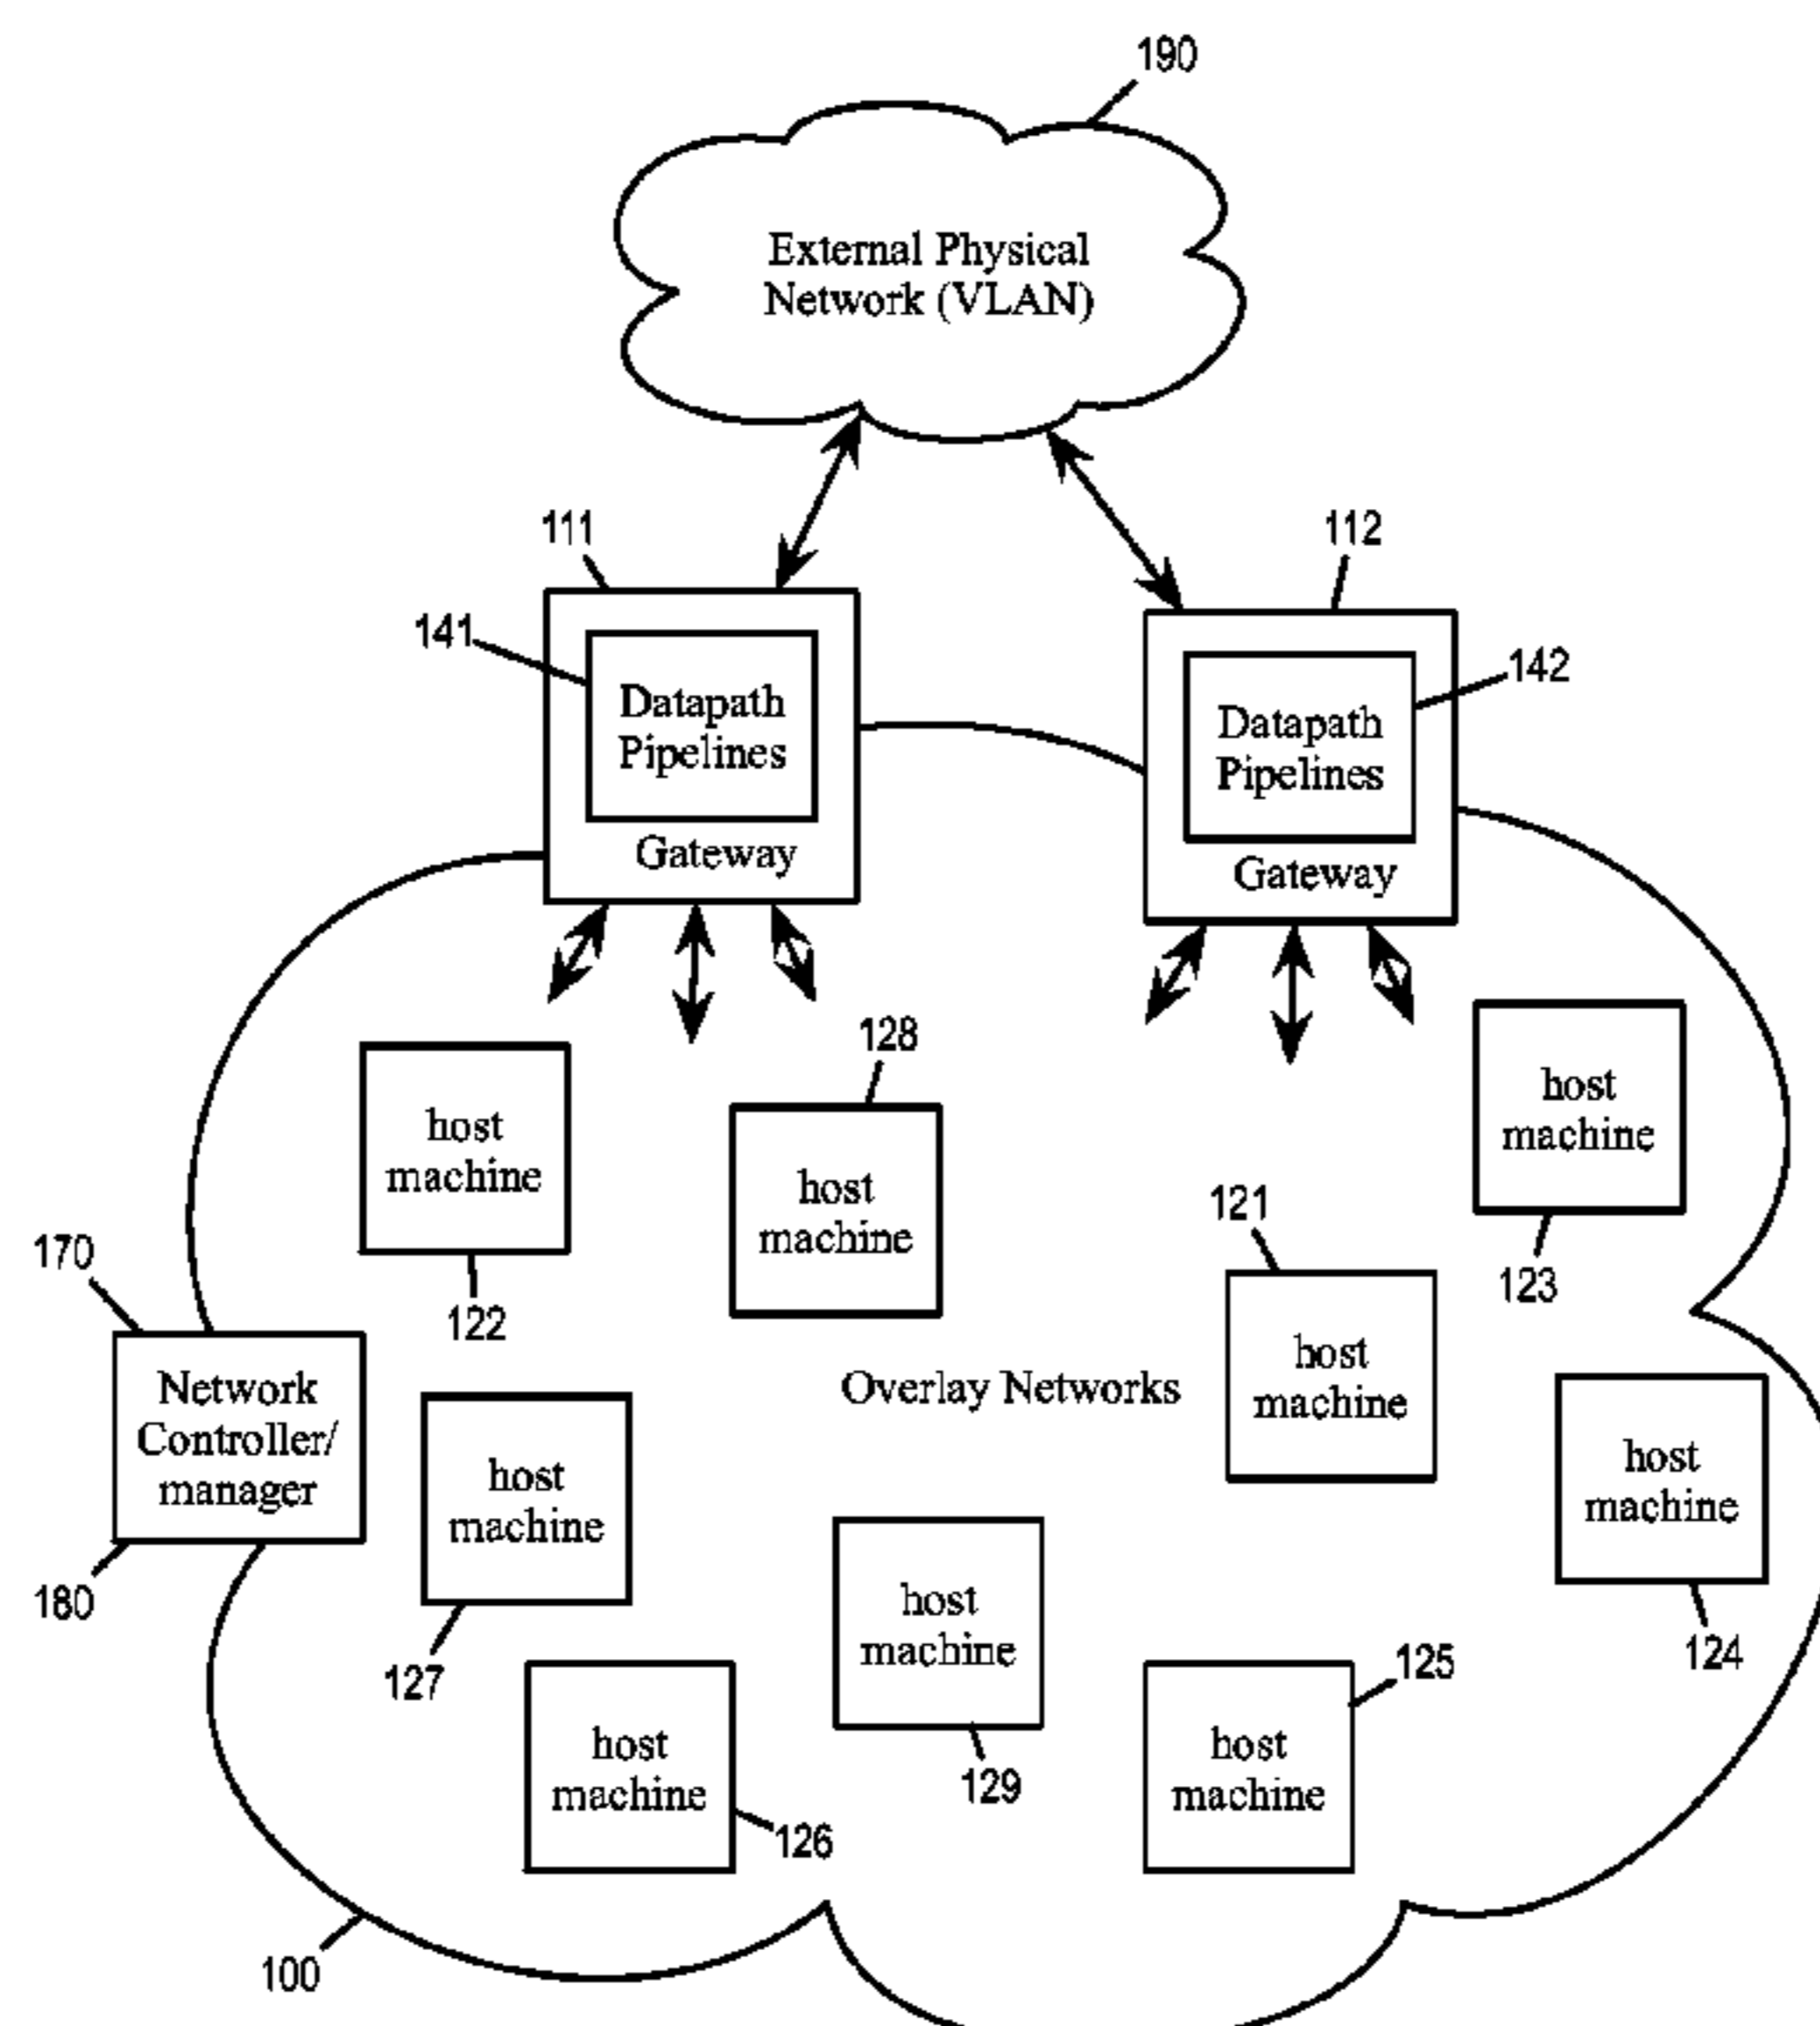 190
External Physical
Network (VLAN)
111
112
141
142
Datapath
Pipelines
Gateway
Datapath
Pipelines
Gateway
128
host
machine
122
host
machine
host
machine
123
121
host
machine
170
Network
Controller/
manager
180
Overlay Networks
host
machine
124
host
machine
127
host
machine
129
host
machine
125
host
machine
126
100